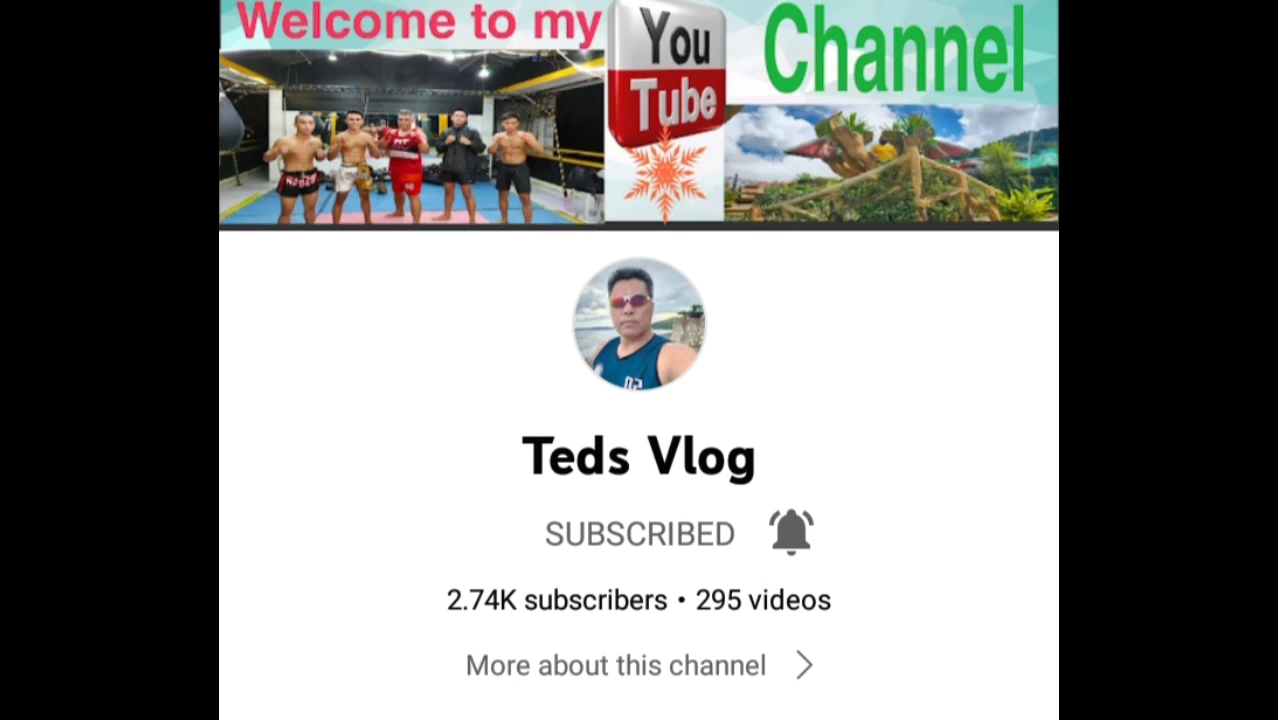 Welcome to my
You
Tube
Channel
Teds Vlog
SUBSCRIBED
2.74K subscribers • 295 videos
More about this channel